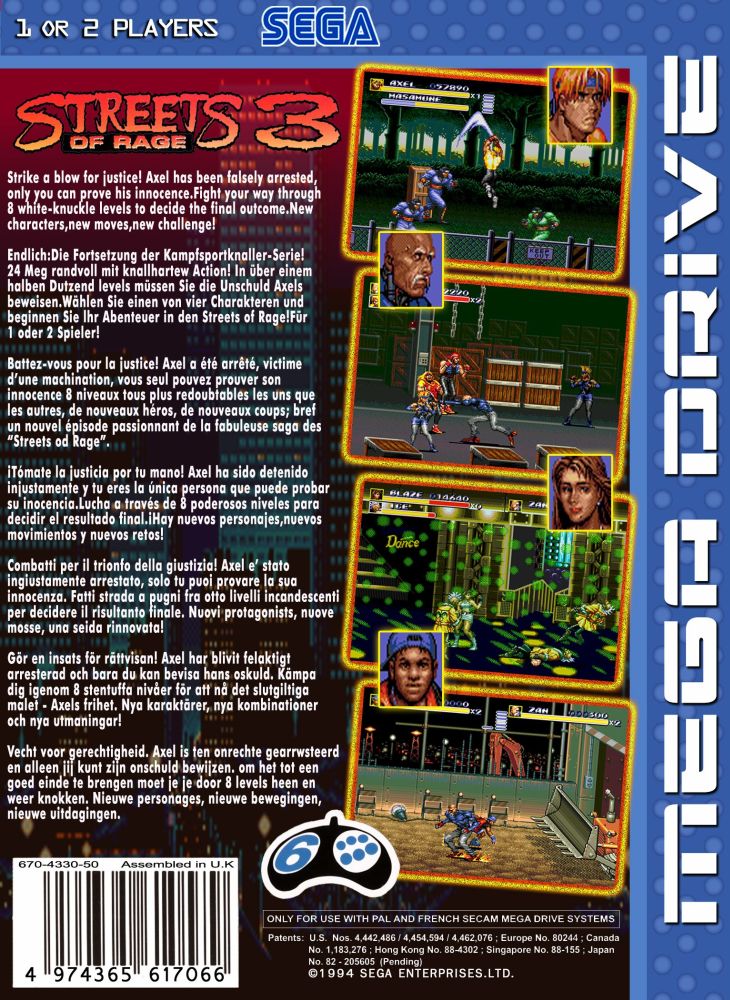 1 OR 2 PLAYERS
SEGA
STREETS
OF RAGE 3
Strike a blow for justice! Axel has been falsely arrested,
only you can prove his innocence.Fight your way through
8 white-knuckle levels to decide the final outcome.New
characters,new moves,new challenge!
Endlich:Die Fortsetzung der Kampfsportknaller-Serie!
24 Meg randvoll mit knallhartew Action! In über einem
halben Dutzend levels müssen Sie die Unschuld Axels
beweisen.Wählen Sie einen von vier Charakteren und
beginnen Sie Ihr Abenteuer in den Streets of Rage!Für
1 oder 2 Spieler!
Battez-vous pour la justice! Axel a été arrêté, victime
d'une machination, vous seul pouvez prouver son
innocence 8 niveaux tous plus redoubtables les uns que
les autres, de nouveaux héros, de nouveaux coups; bref
un nouvel épisode passionnant de la fabuleuse saga des
"Streets od Rage".
¡Tómate la justicia por tu mano! Axel ha sido detenido
injustamente y tu eres la única persona que puede probar
su inocencia.Lucha a través de 8 poderosos niveles para
decidir el resultado final.¡Hay nuevos personajes,nuevos
movimientos y nuevos retos!
Combatti per il trionfo della giustizia! Axel e' stato
ingiustamente arrestato, solo tu puoi provare la sua
innocenza. Fatti strada a pugni fra otto livelli incandescenti
per decidere il risultanto finale. Nuovi protagonists, nuove
mosse, una seida rinnovata!
Gör en insats för rättvisan! Axel har blivit felaktigt
arresterad och bara du kan bevisa hans oskuld. Kämpa
dig igenom 8 stentuffa nivåer för att nå det slutgiltiga
malet - Axels frihet. Nya karaktärer, nya kombinationer
och nya utmaningar!
Vecht voor gerechtigheid. Axel is ten onrechte gearrwsteerd
en alleen jij kunt zijn onschuld bewijzen. om het tot een
goed einde te brengen moet je je door 8 levels heen en
weer knokken. Nieuwe personages, nieuwe bewegingen,
nieuwe uitdagingen.
670-4330-50 Assembled in U.K
4 974365 617066
AXEL 057890
MASAMUNE X1
2290
X2
BLAZE 014640 ZAN
X0
Dance
0000 ZAN 000300
X2 X2
6
ONLY FOR USE WITH PAL AND FRENCH SECAM MEGA DRIVE SYSTEMS
Patents: U.S. Nos. 4,442,486 / 4,454,594 / 4,462,076 ; Europe No. 80244 ; Canada
No. 1,183,276 ; Hong Kong No. 88-4302 ; Singapore No. 88-155 ; Japan
No. 82 - 205605 (Pending)
©1994 SEGA ENTERPRISES.LTD.
MEGA DRIVE